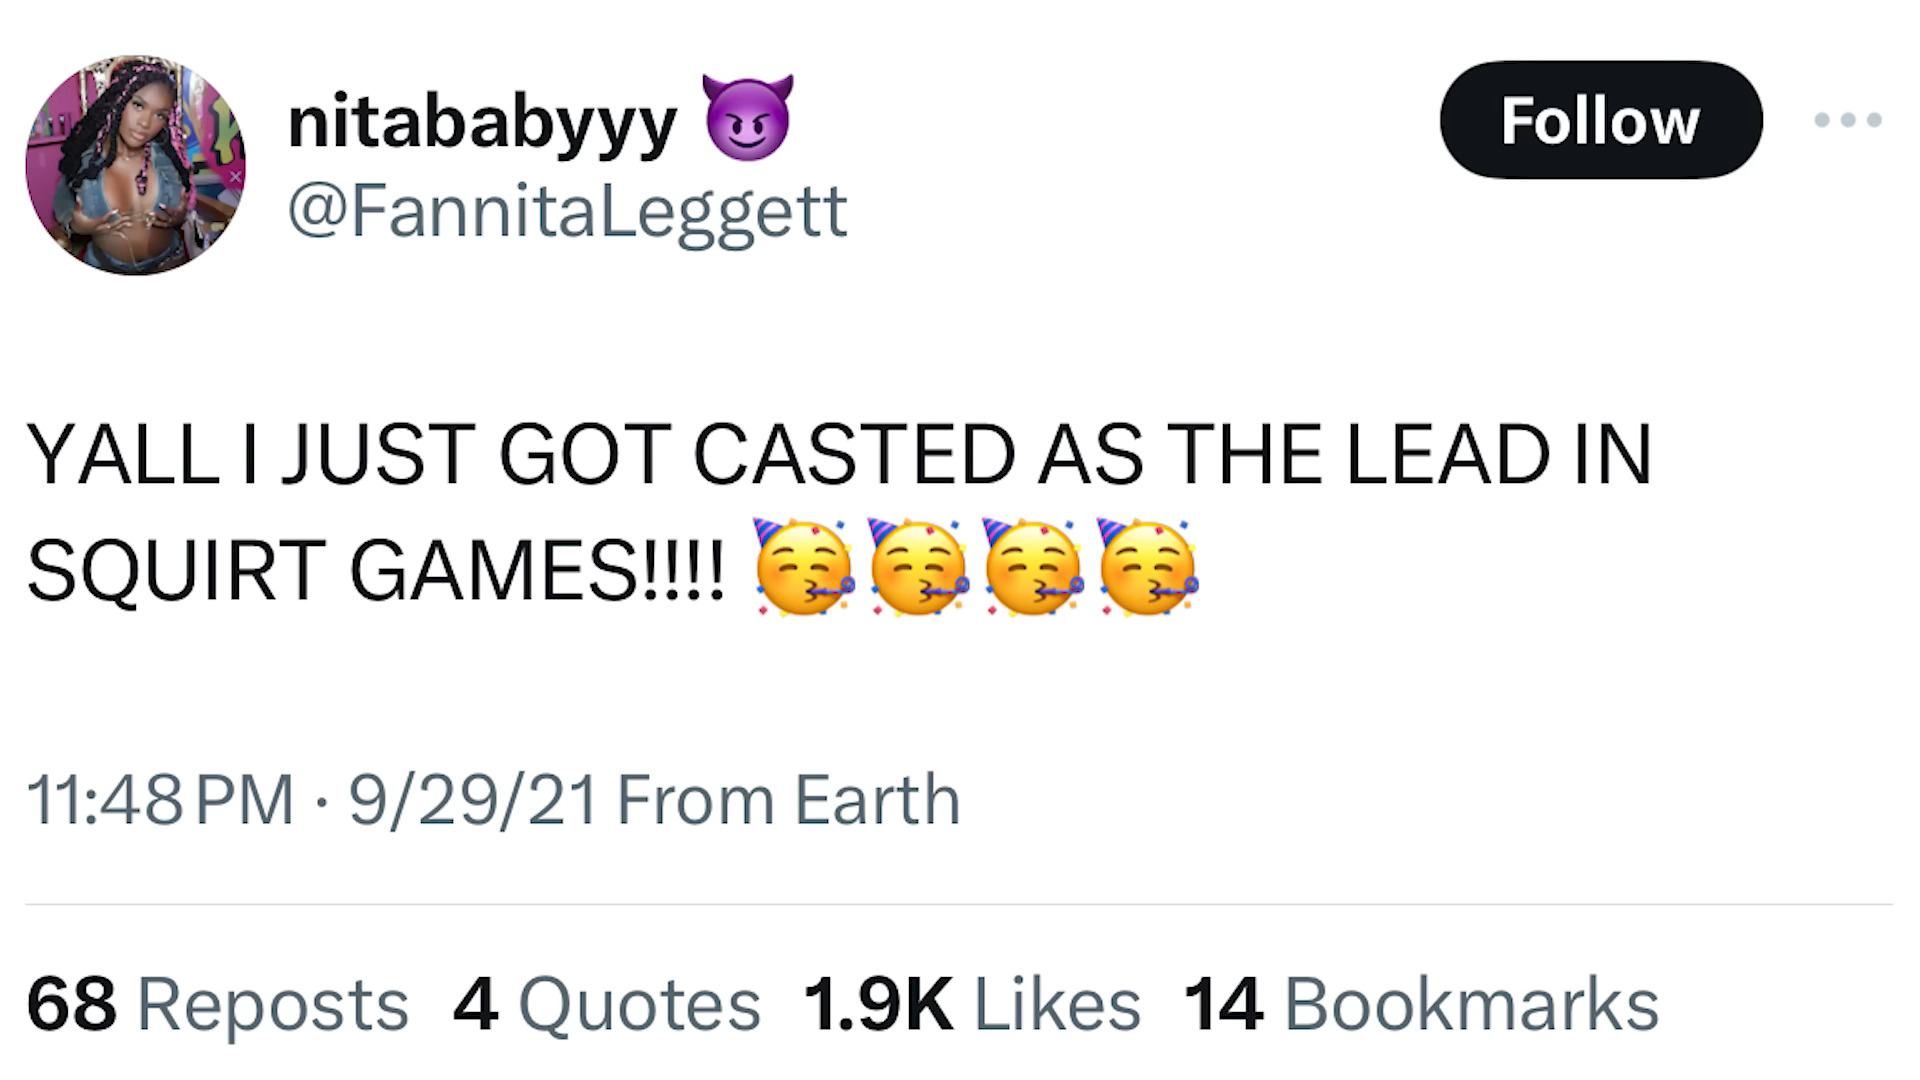 nitababyyy 😈
Follow
@FannitaLeggett
YALL I JUST GOT CASTED AS THE LEAD IN
SQUIRT GAMES!!!! 🥳🥳🥳🥳
11:48 PM · 9/29/21 From Earth
68 Reposts 4 Quotes 1.9K Likes 14 Bookmarks